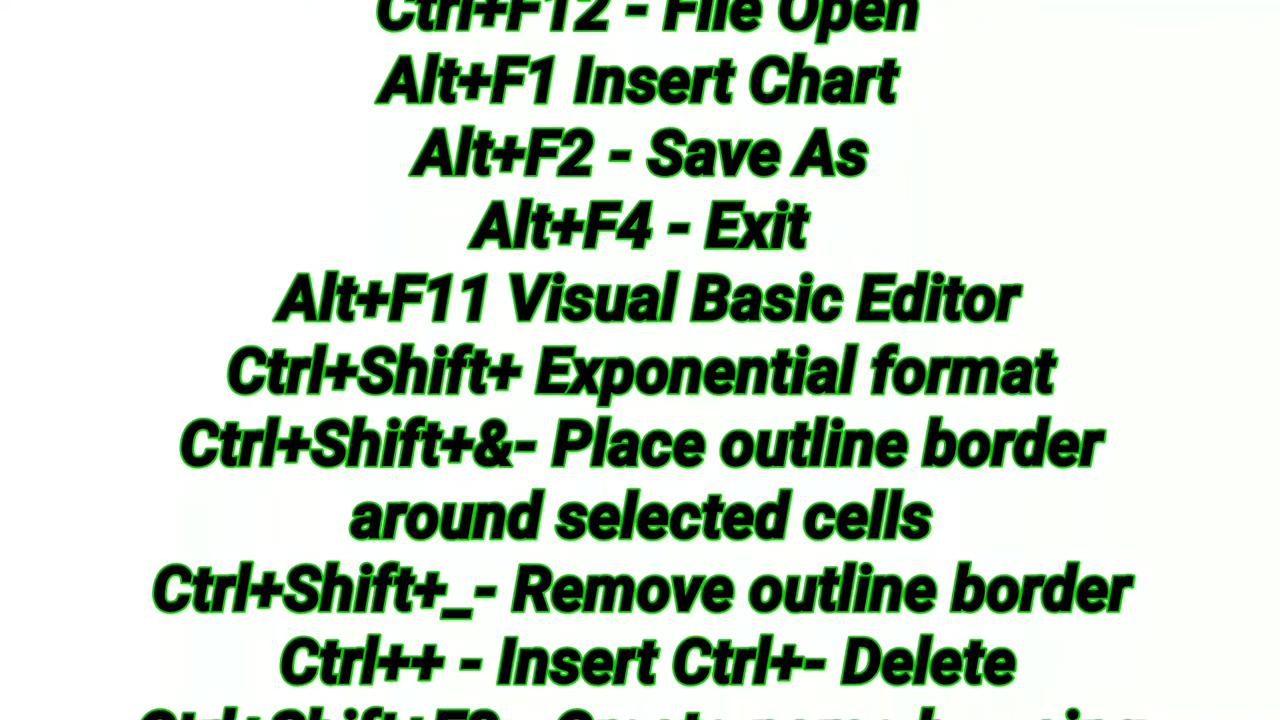 Ctrl+F12 - File Open
Alt+F1 Insert Chart
Alt+F2 - Save As
Alt+F4 - Exit
Alt+F11 Visual Basic Editor
Ctrl+Shift+ Exponential format
Ctrl+Shift+&- Place outline border
around selected cells
Ctrl+Shift+_- Remove outline border
Ctrl++ - Insert Ctrl+- Delete